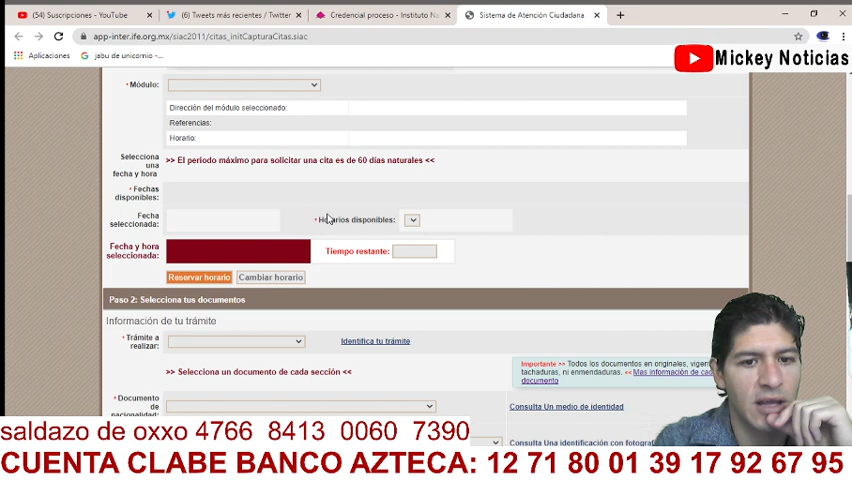 (54) Suscripciones - YouTube
(6) Tweets más recientes / Twitter
Credencial proceso - Instituto Na
Sistema de Atención Ciudadana
app-inter.ife.org.mx/siac2011/citas_initCapturaCitas.siac
Aplicaciones
jabu de unicornio -...
Mickey Noticias
* Módulo:
Dirección del módulo seleccionado:
Referencias:
Horario:
Selecciona una fecha y hora
>> El periodo máximo para solicitar una cita es de 60 días naturales <<
* Fechas disponibles:
Fecha seleccionada:
* Horarios disponibles:
Fecha y hora seleccionada:
Tiempo restante:
Reservar horario
Cambiar horario
Paso 2: Selecciona tus documentos
Información de tu trámite
* Trámite a realizar:
Identifica tu trámite
>> Selecciona un documento de cada sección <<
Importante >> Todos los documentos en originales, vigen
tachaduras, ni enmendaduras. << Mas información de cad
documento
* Documento de nacionalidad:
Consulta Un medio de identidad
Consulta Una identificación con fotograf
saldazo de oxxo 4766 8413 0060 7390
CUENTA CLABE BANCO AZTECA: 12 71 80 01 39 17 92 67 95